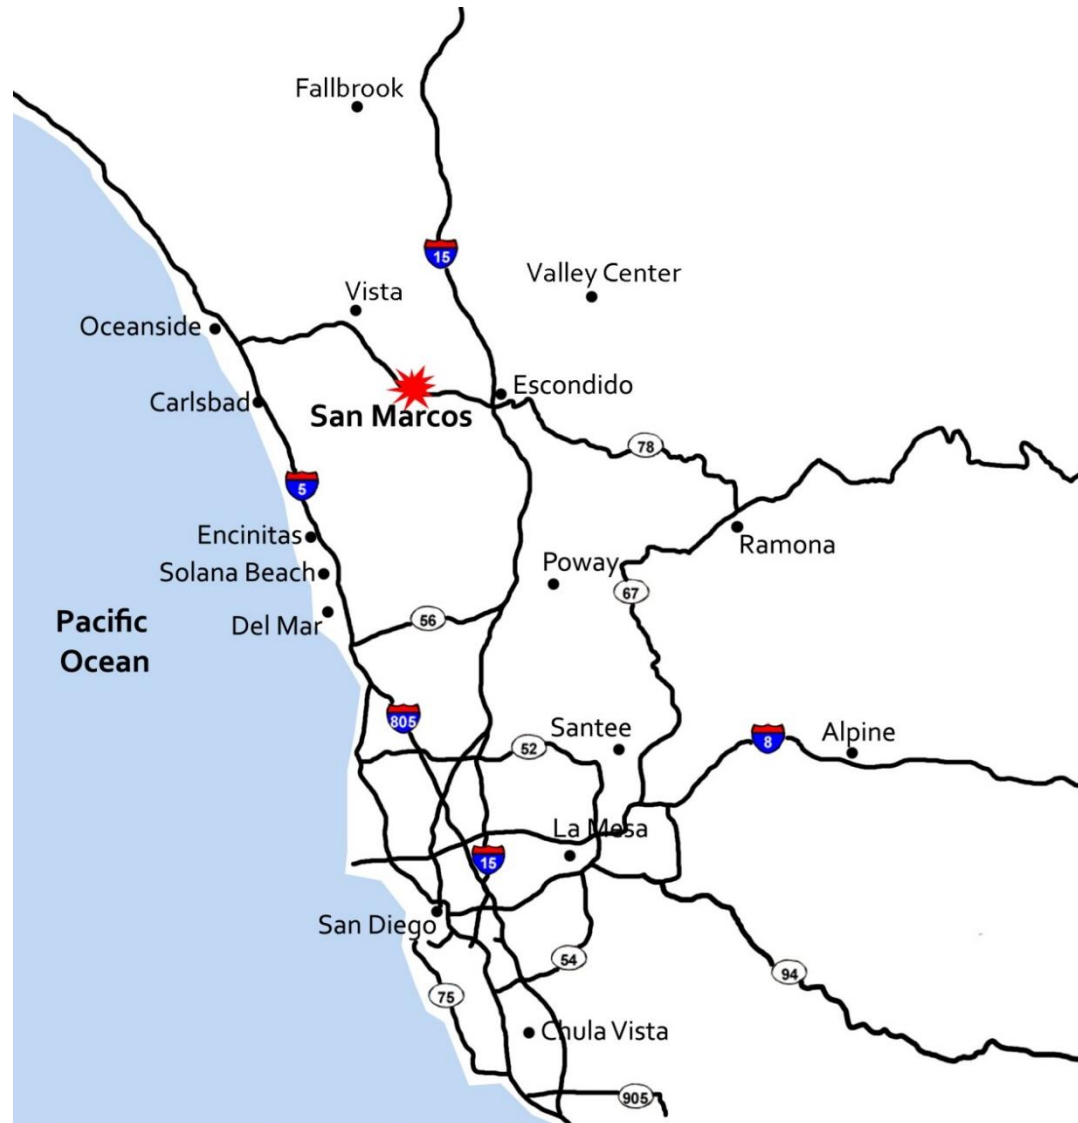 Fallbrook
15
Valley Center
Vista
Oceanside
Escondido
Carlsbad
San Marcos
78
5
Encinitas
Ramona
Solana Beach
Poway
67
56
Del Mar
Pacific
Ocean
805
Santee
52
8
Alpine
La Mesa
15
San Diego
54
94
75
Chula Vista
905